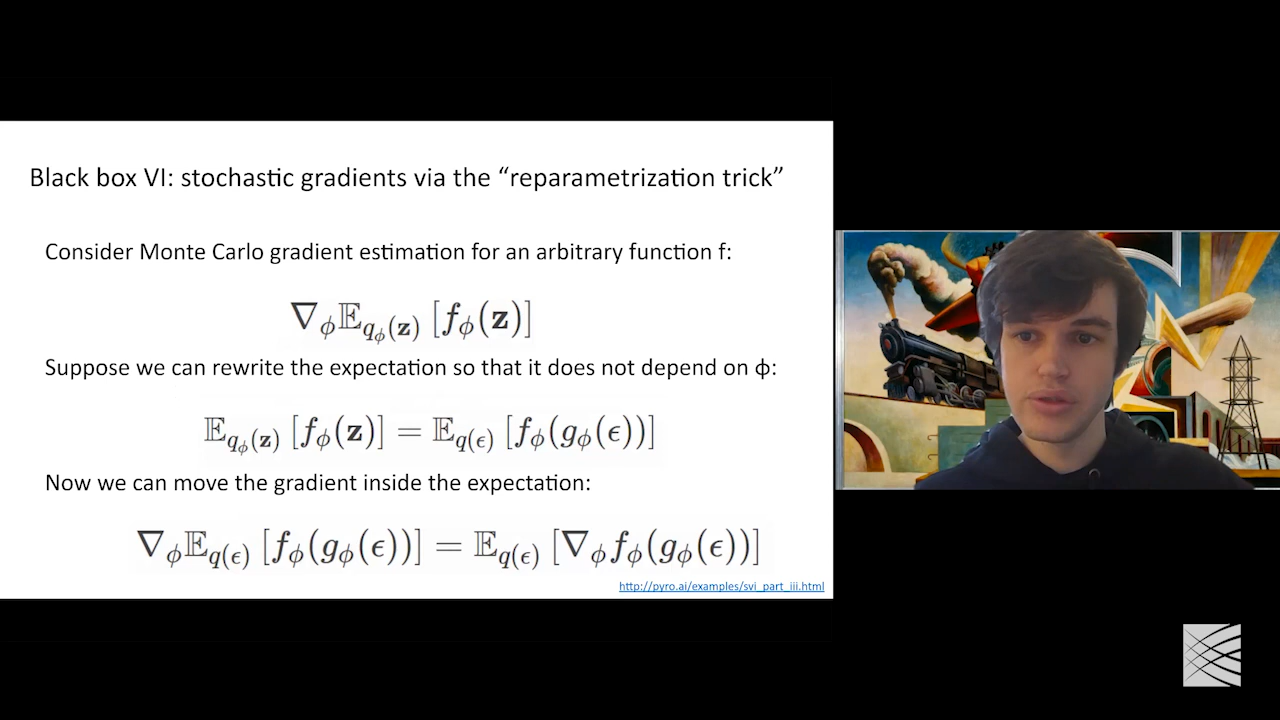 Black box VI: stochastic gradients via the “reparametrization trick”
Consider Monte Carlo gradient estimation for an arbitrary function f:
∇_ϕ 𝔼_{q_ϕ(𝐳)} [f_ϕ(𝐳)]
Suppose we can rewrite the expectation so that it does not depend on ϕ:
𝔼_{q_ϕ(𝐳)} [f_ϕ(𝐳)] = 𝔼_{q(ϵ)} [f_ϕ(g_ϕ(ϵ))]
Now we can move the gradient inside the expectation:
∇_ϕ 𝔼_{q(ϵ)} [f_ϕ(g_ϕ(ϵ))] = 𝔼_{q(ϵ)} [∇_ϕ f_ϕ(g_ϕ(ϵ))]
http://pyro.ai/examples/svi_part_iii.html